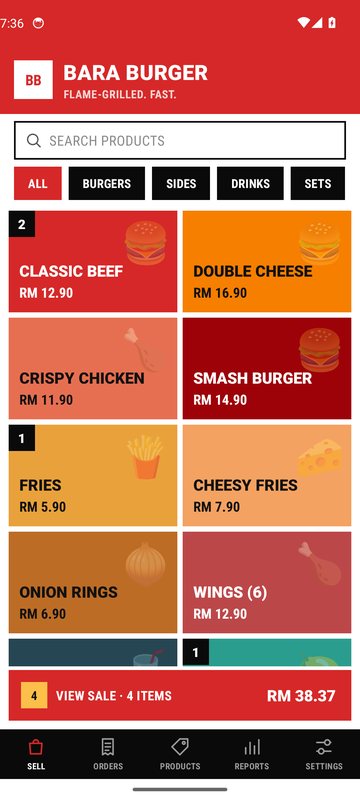 7:36
BB
BARA BURGER
FLAME-GRILLED. FAST.
SEARCH PRODUCTS
ALL BURGERS SIDES DRINKS SETS
2
CLASSIC BEEF
RM 12.90
DOUBLE CHEESE
RM 16.90
CRISPY CHICKEN
RM 11.90
SMASH BURGER
RM 14.90
1
FRIES
RM 5.90
CHEESY FRIES
RM 7.90
ONION RINGS
RM 6.90
WINGS (6)
RM 12.90
1
4 VIEW SALE · 4 ITEMS RM 38.37
SELL ORDERS PRODUCTS REPORTS SETTINGS